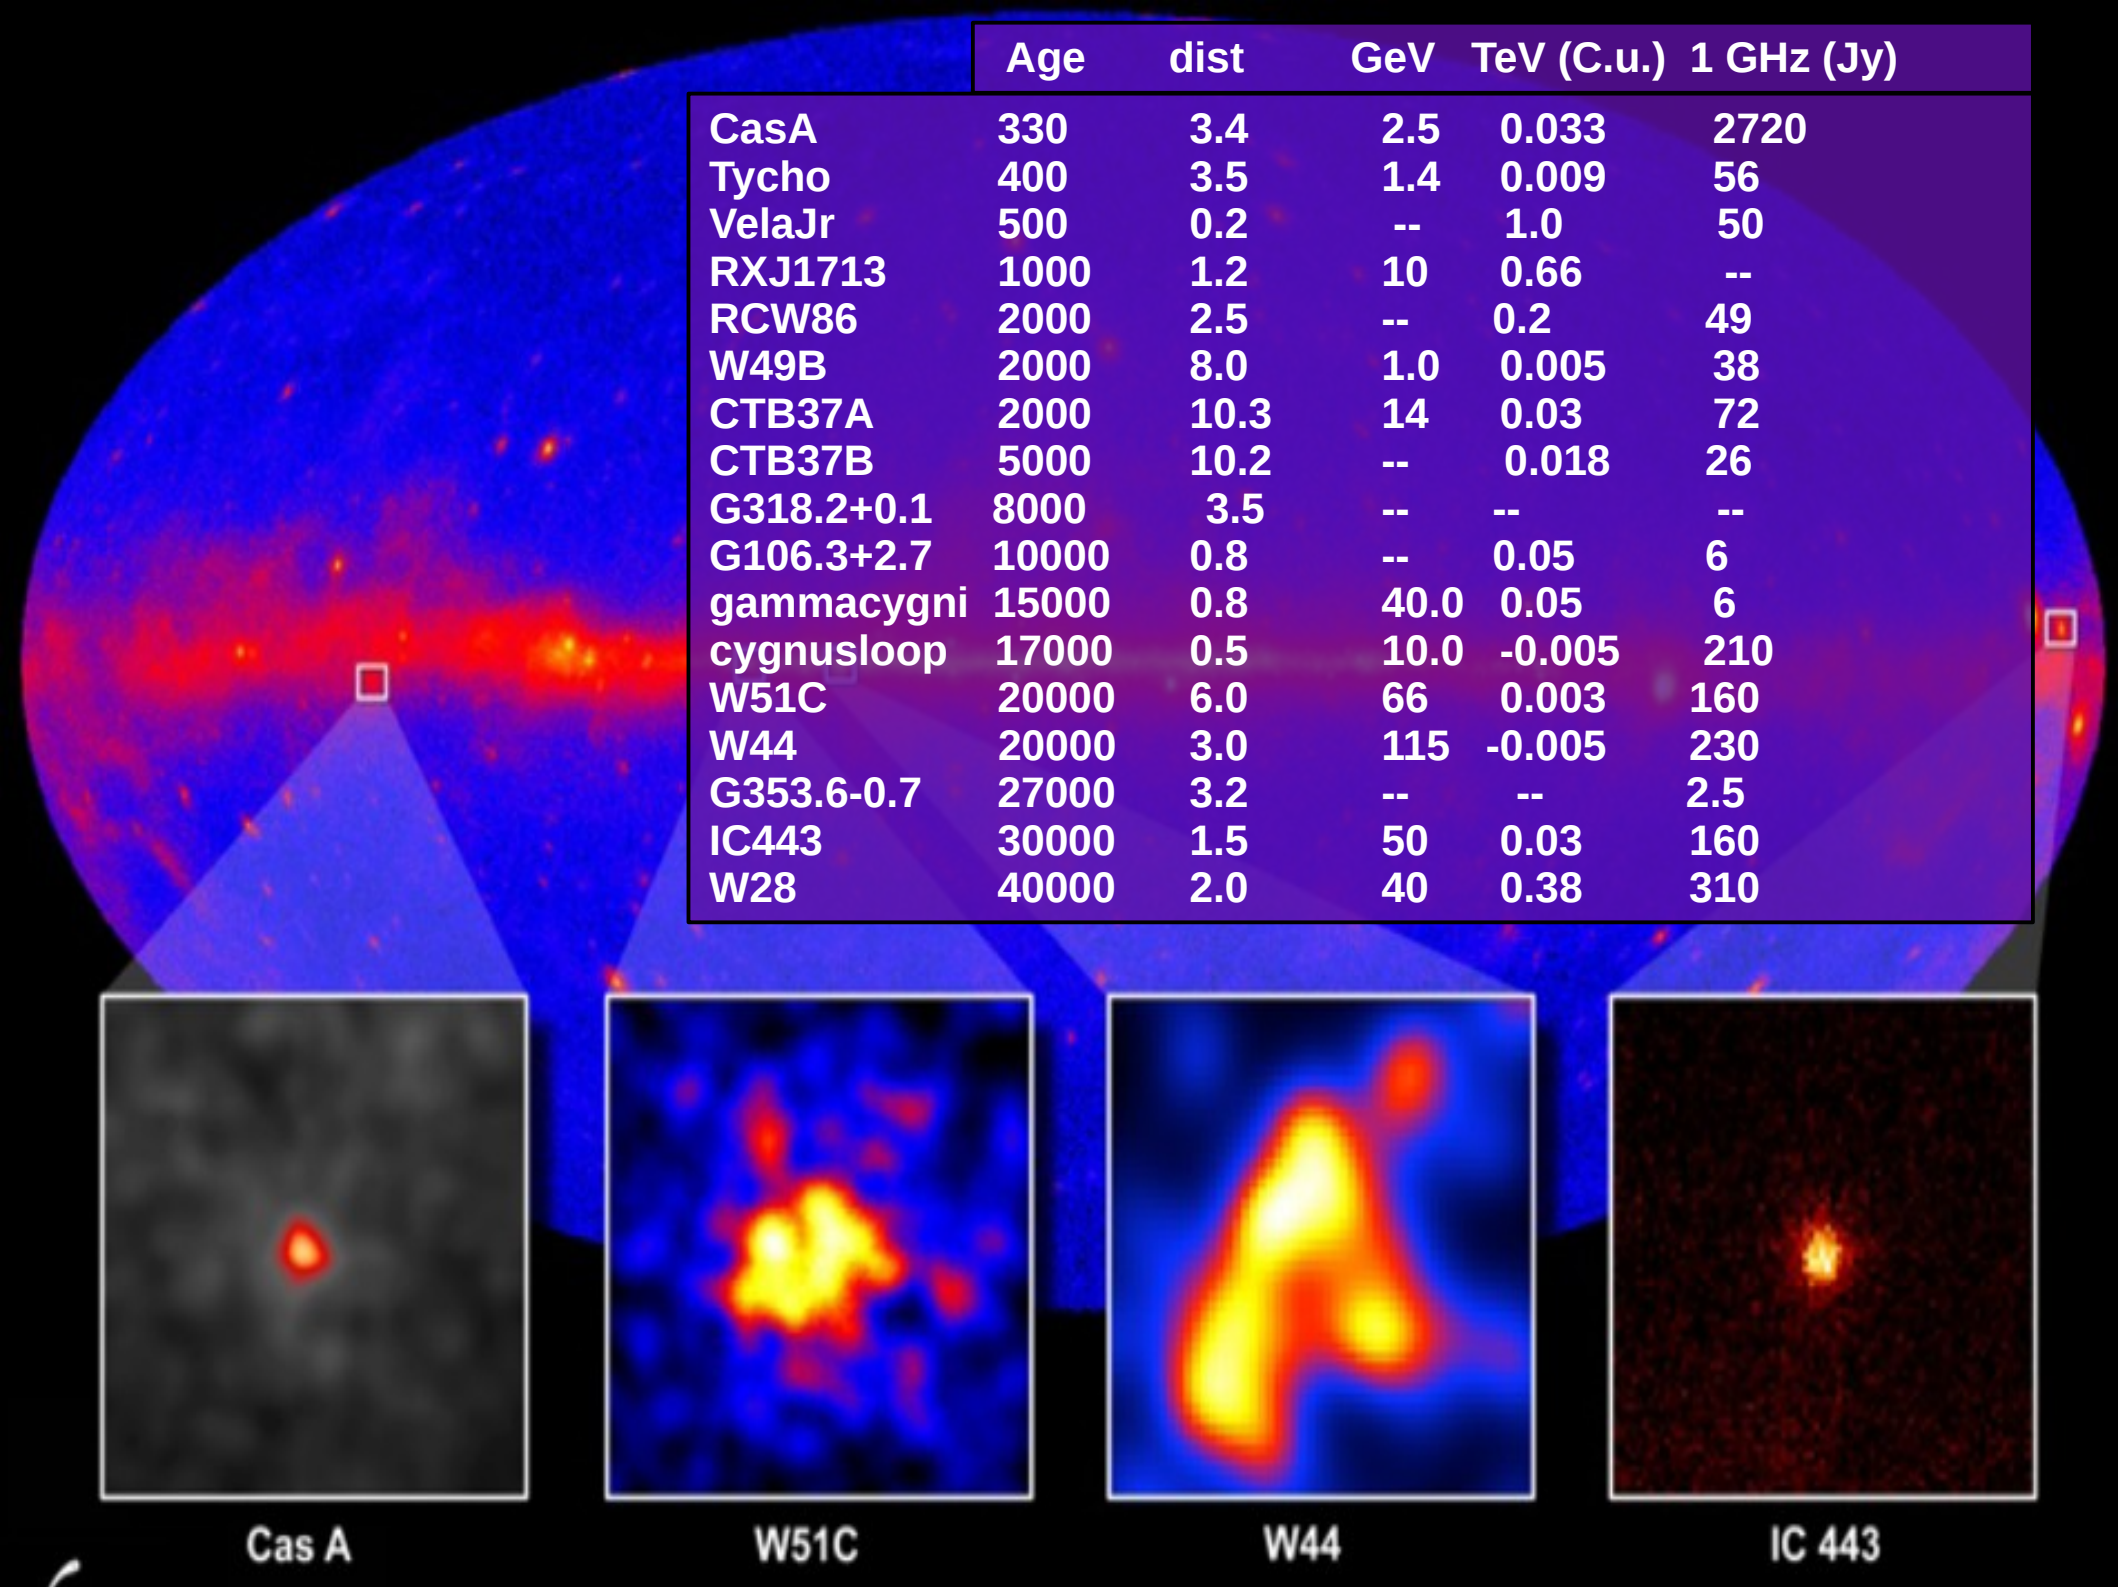 Age dist GeV TeV (C.u.) 1 GHz (Jy)
CasA 330 3.4 2.5 0.033 2720
Tycho 400 3.5 1.4 0.009 56
VelaJr 500 0.2 -- 1.0 50
RXJ1713 1000 1.2 10 0.66 --
RCW86 2000 2.5 -- 0.2 49
W49B 2000 8.0 1.0 0.005 38
CTB37A 2000 10.3 14 0.03 72
CTB37B 5000 10.2 -- 0.018 26
G318.2+0.1 8000 3.5 -- -- --
G106.3+2.7 10000 0.8 -- 0.05 6
gammacygni 15000 0.8 40.0 0.05 6
cygnusloop 17000 0.5 10.0 -0.005 210
W51C 20000 6.0 66 0.003 160
W44 20000 3.0 115 -0.005 230
G353.6-0.7 27000 3.2 -- -- 2.5
IC443 30000 1.5 50 0.03 160
W28 40000 2.0 40 0.38 310
Cas A W51C W44 IC 443